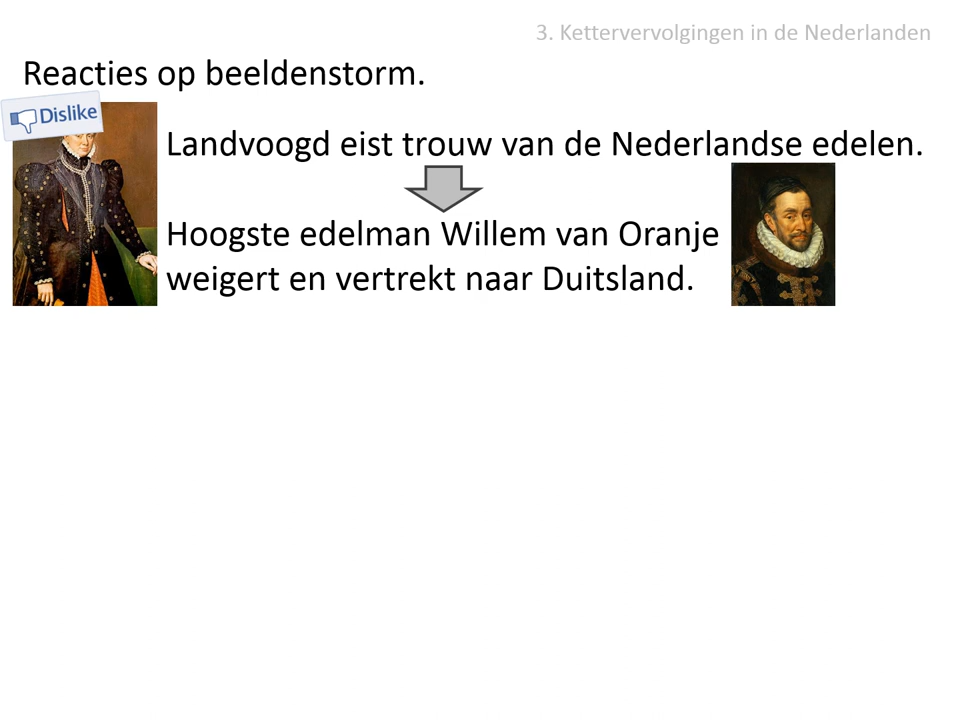 3. Kettervervolgingen in de Nederlanden
Reacties op beeldenstorm.
Dislike
Landvoogd eist trouw van de Nederlandse edelen.
Hoogste edelman Willem van Oranje
weigert en vertrekt naar Duitsland.